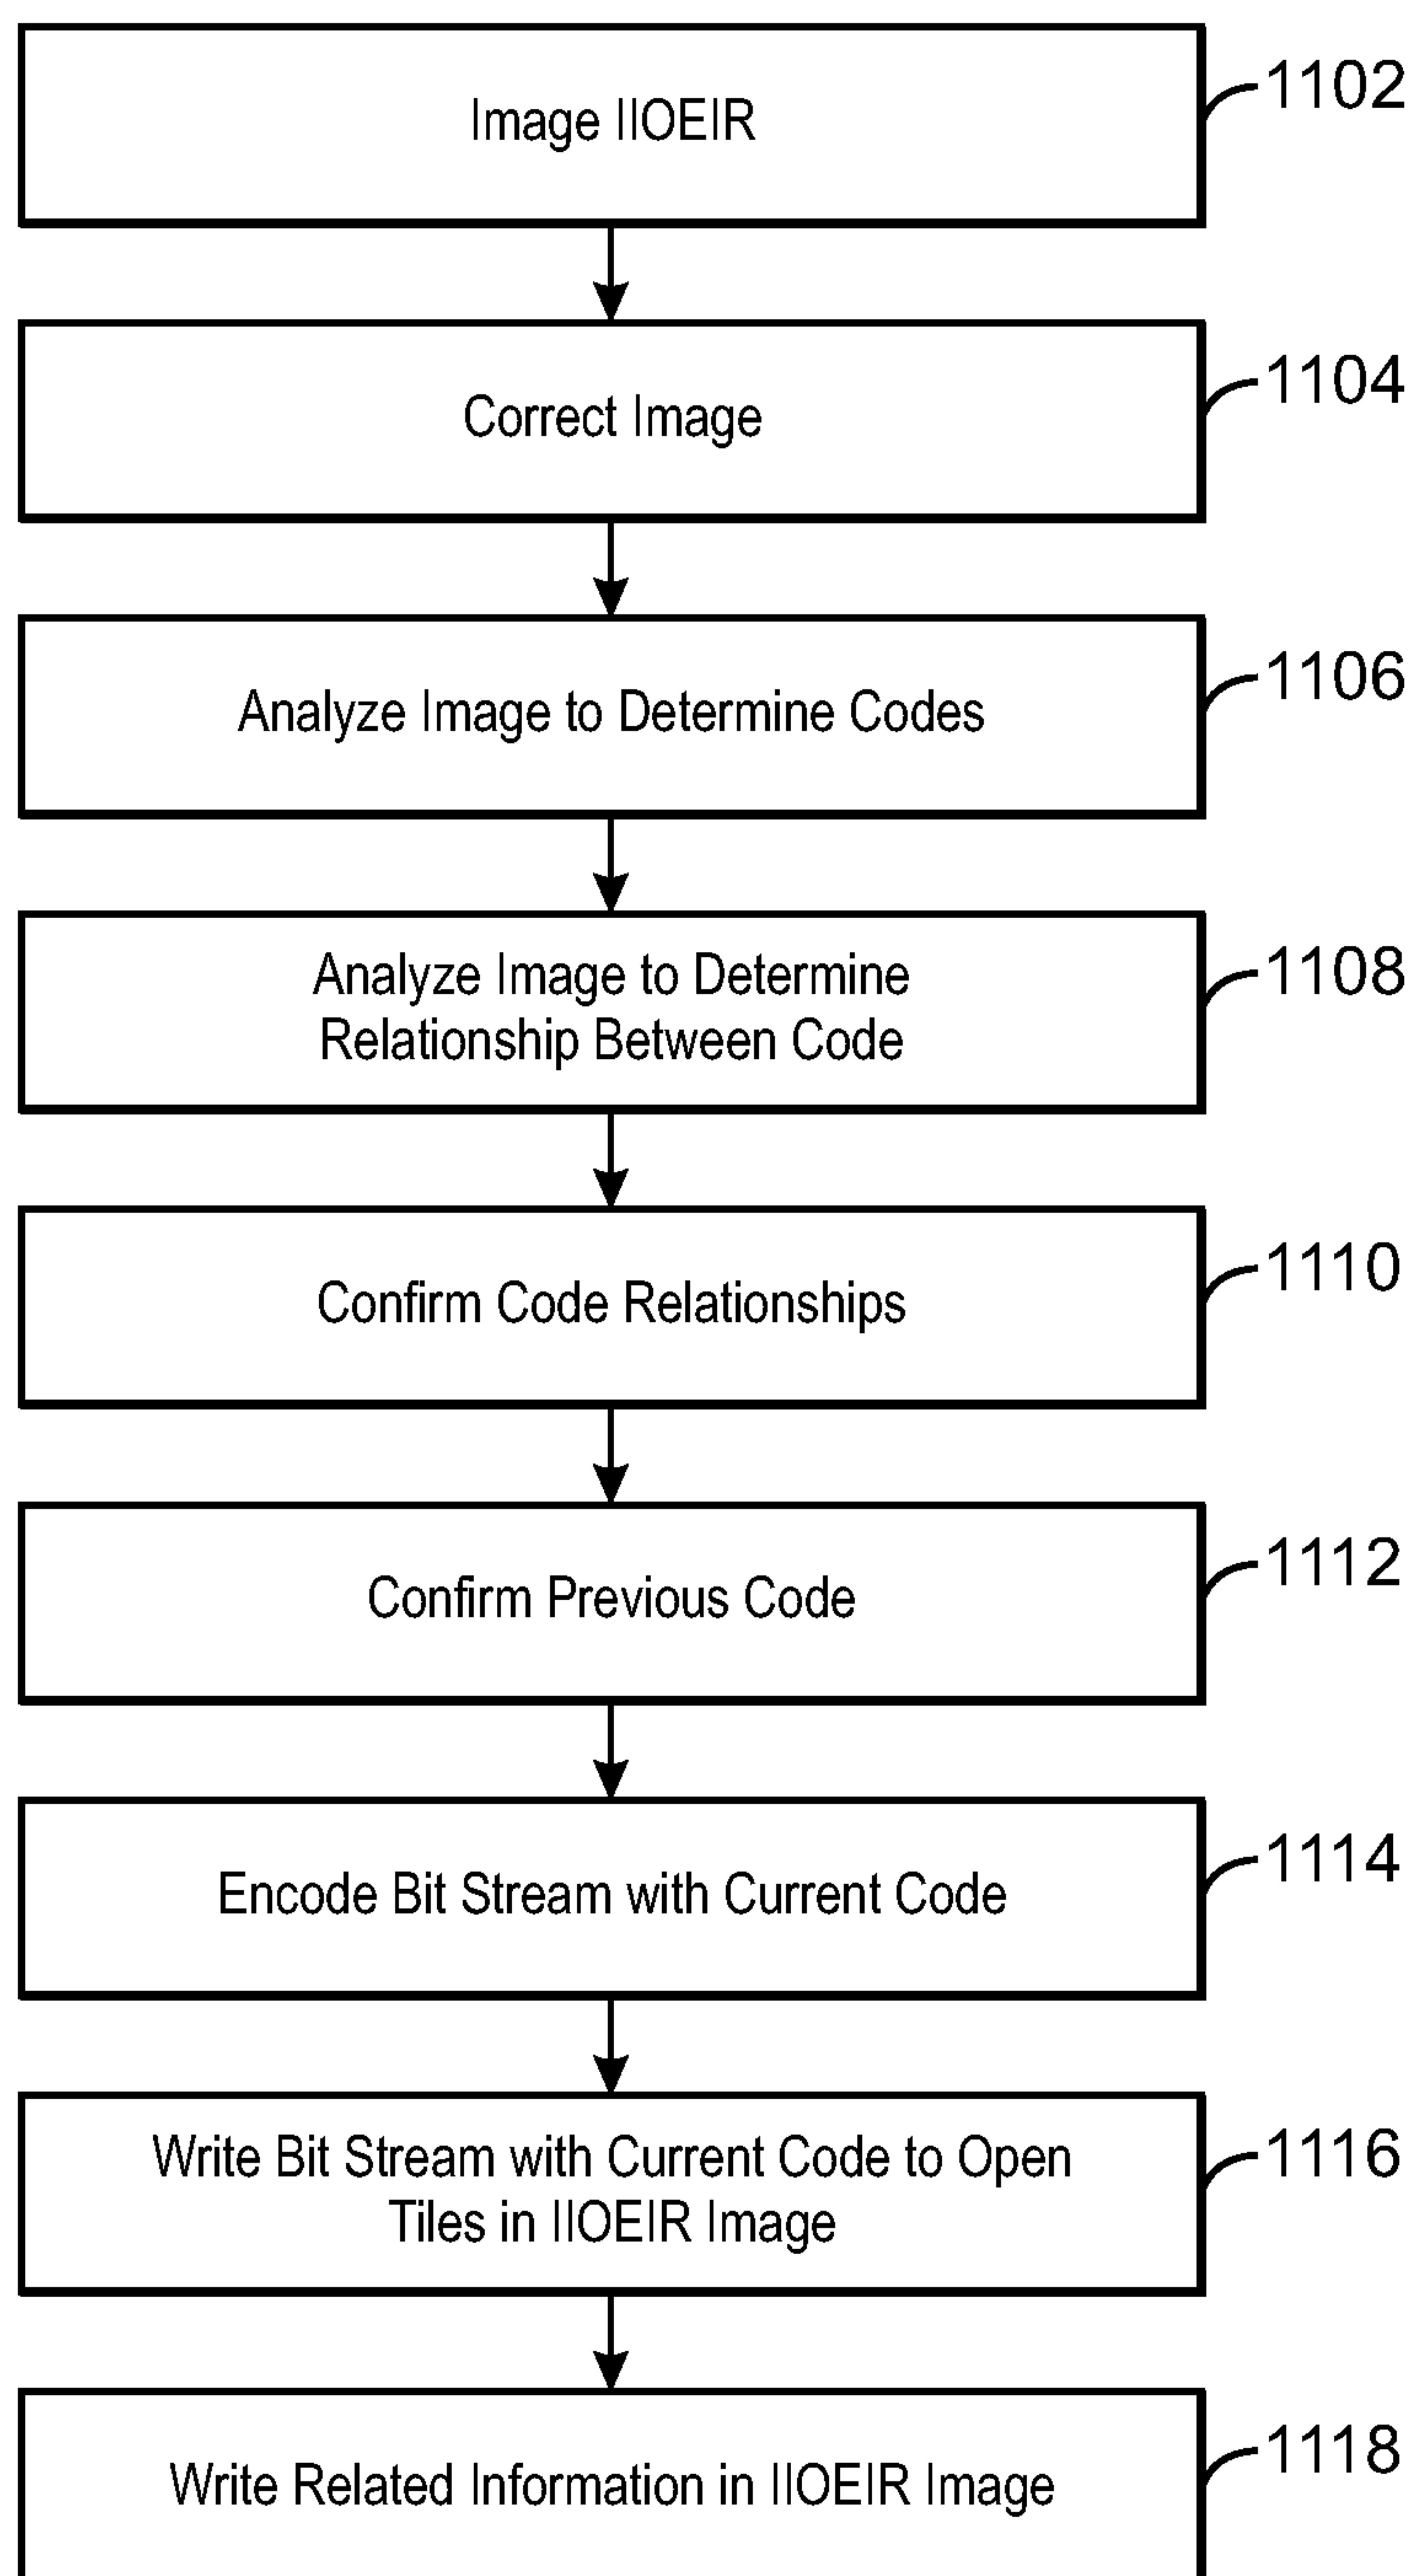 Image IIOEIR
1102
Correct Image
1104
Analyze Image to Determine Codes
1106
Analyze Image to Determine
Relationship Between Code
1108
Confirm Code Relationships
1110
Confirm Previous Code
1112
Encode Bit Stream with Current Code
1114
Write Bit Stream with Current Code to Open
Tiles in IIOEIR Image
1116
Write Related Information in IIOEIR Image
1118